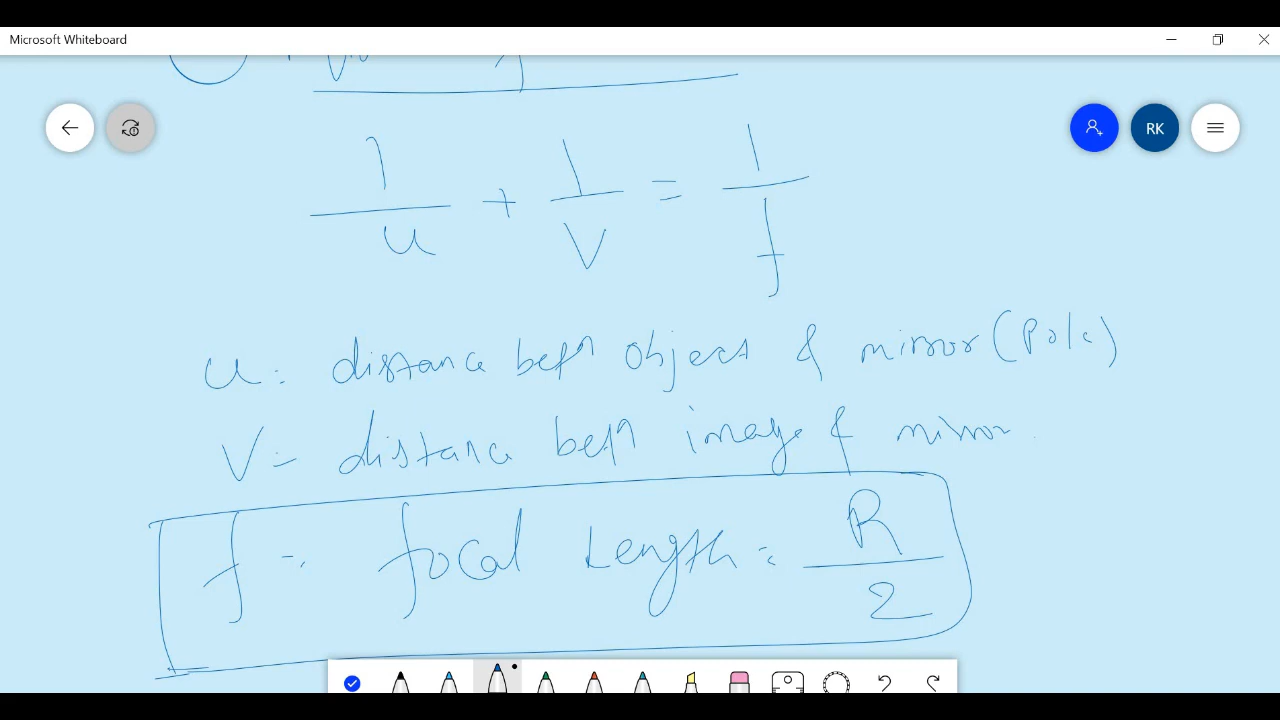 Microsoft Whiteboard
RK
1/u + 1/v = 1/f
u: distance betn object & mirror (Pole)
v = distance betn image & mirror
f = focal Length = R/2